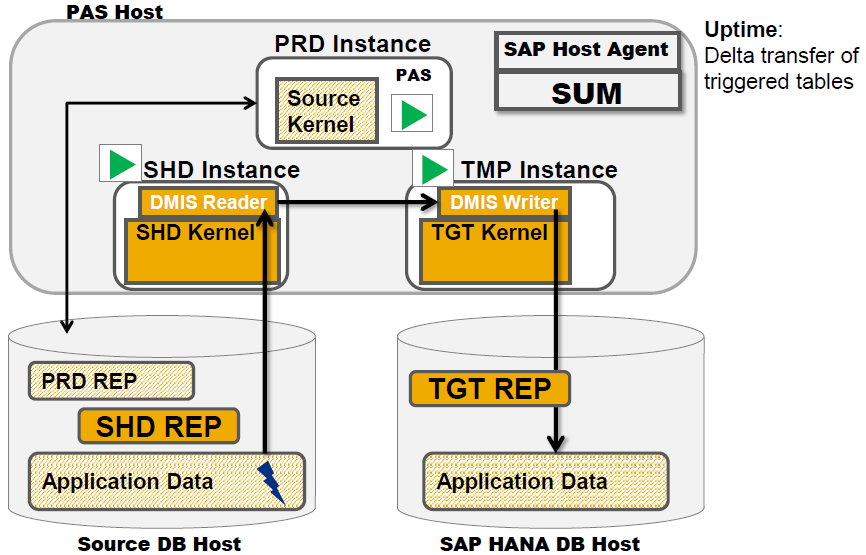 PAS Host
PRD Instance
PAS
Source
Kernel
SAP Host Agent
SUM
Uptime:
Delta transfer of
triggered tables
SHD Instance
DMIS Reader
SHD Kernel
TMP Instance
DMIS Writer
TGT Kernel
PRD REP
SHD REP
Application Data
TGT REP
Application Data
Source DB Host
SAP HANA DB Host